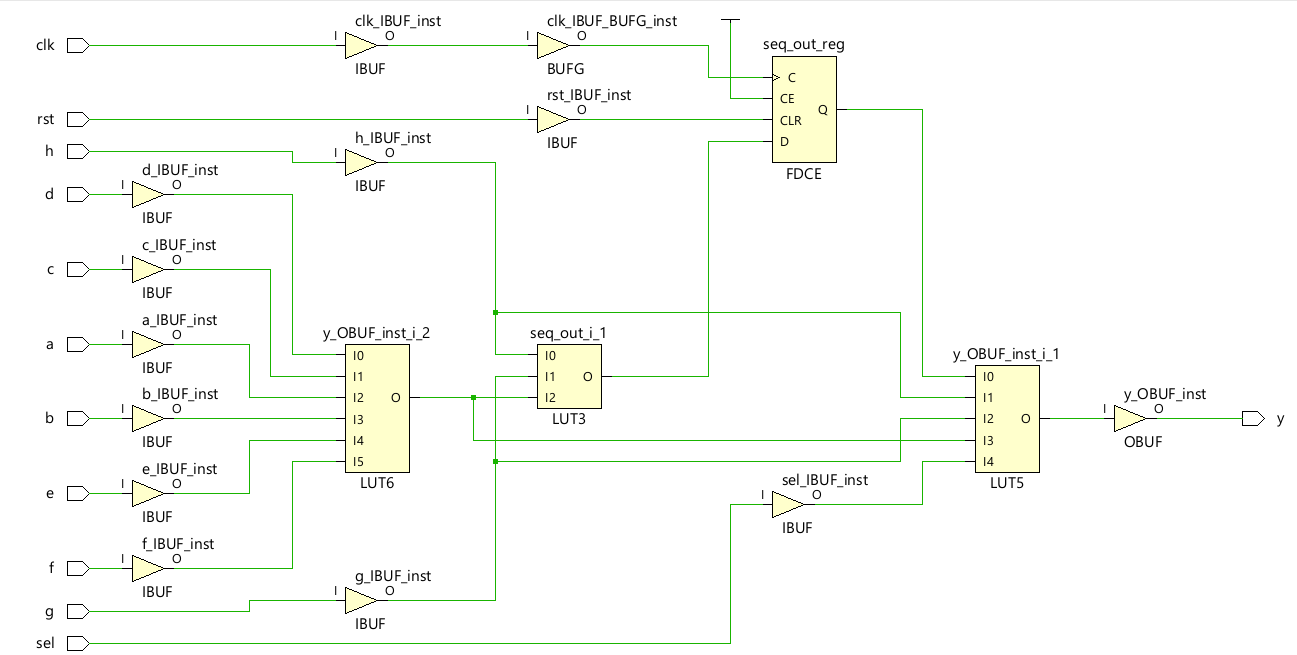 clk
I
clk_IBUF_inst
O
IBUF
I
clk_IBUF_BUFG_inst
O
BUFG
seq_out_reg
C
CE
CLR
D
Q
FDCE
rst
I
rst_IBUF_inst
O
IBUF
h
I
h_IBUF_inst
O
IBUF
d
I
d_IBUF_inst
O
IBUF
c
I
c_IBUF_inst
O
IBUF
a
I
a_IBUF_inst
O
IBUF
b
I
b_IBUF_inst
O
IBUF
e
I
e_IBUF_inst
O
IBUF
f
I
f_IBUF_inst
O
IBUF
g
I
g_IBUF_inst
O
IBUF
sel
I
sel_IBUF_inst
O
IBUF
y_OBUF_inst_i_2
I0
I1
I2
I3
I4
I5
O
LUT6
seq_out_i_1
I0
I1
I2
O
LUT3
y_OBUF_inst_i_1
I0
I1
I2
I3
I4
O
LUT5
I
y_OBUF_inst
O
OBUF
y